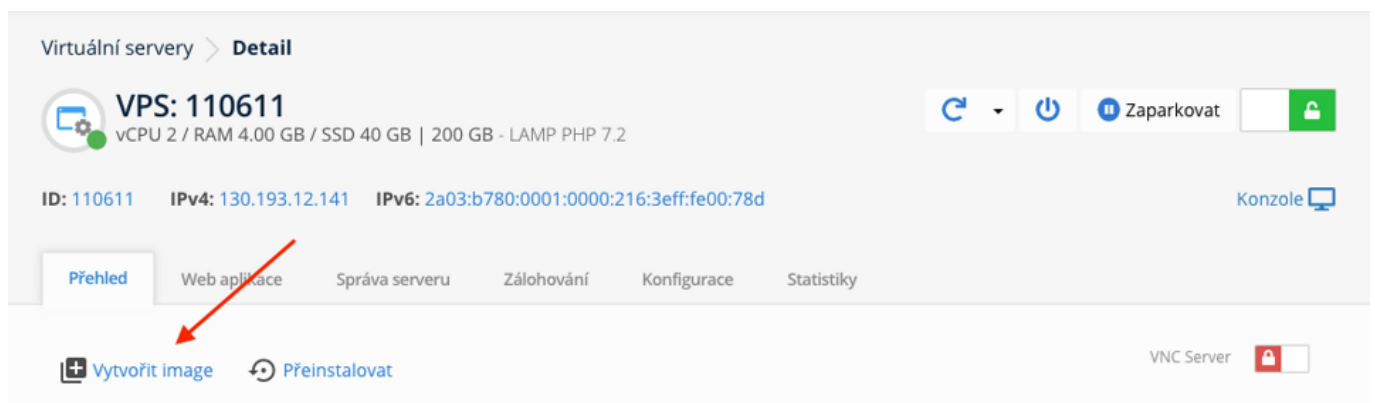 Virtuální servery Detail
VPS: 110611
vCPU 2 / RAM 4.00 GB / SSD 40 GB | 200 GB - LAMP PHP 7.2
Zaparkovat
ID: 110611 IPv4: 130.193.12.141 IPv6: 2a03:b780:0001:0000:216:3eff:fe00:78d
Konzole
Přehled Web aplikace Správa serveru Zálohování Konfigurace Statistiky
Vytvořit image Přeinstalovat
VNC Server